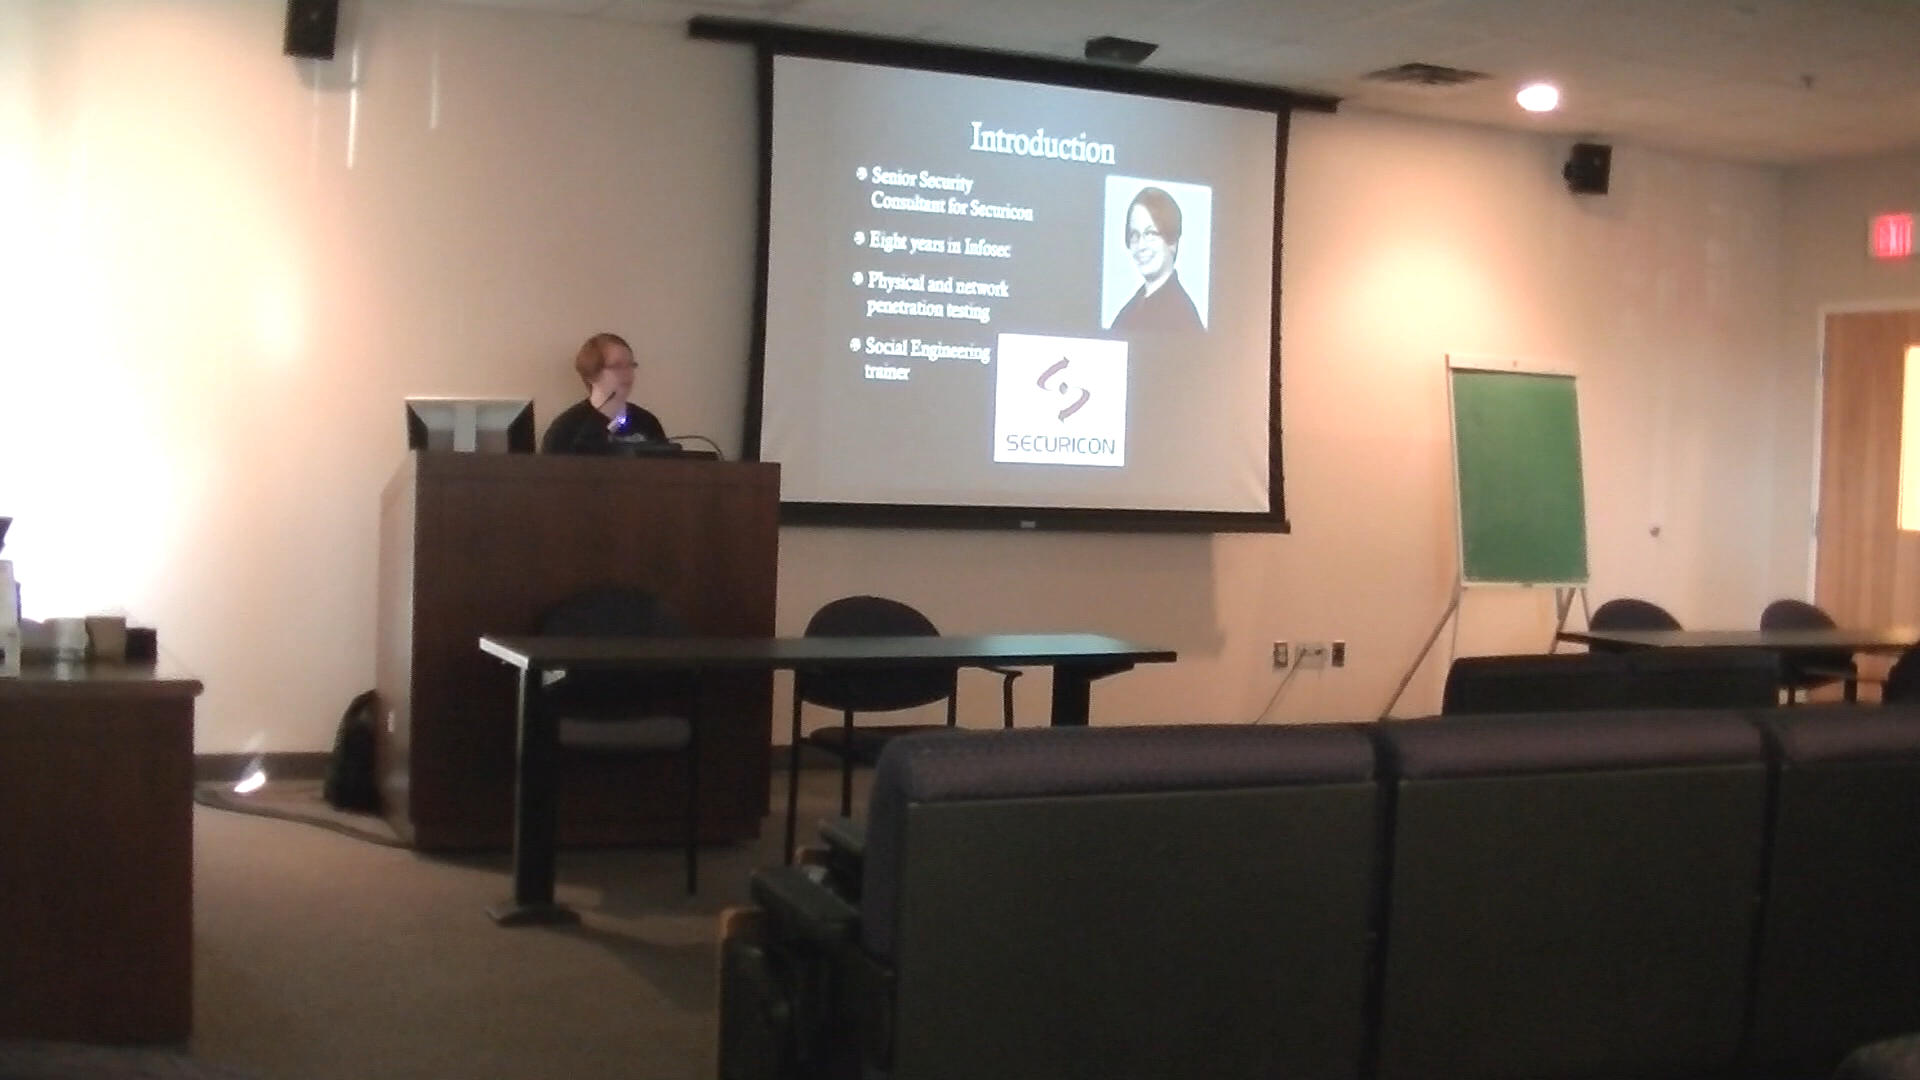 Introduction
Senior Security
Consultant for Securicon
Eight years in Infosec
Physical and network
penetration testing
Social Engineering
trainer
SECURICON